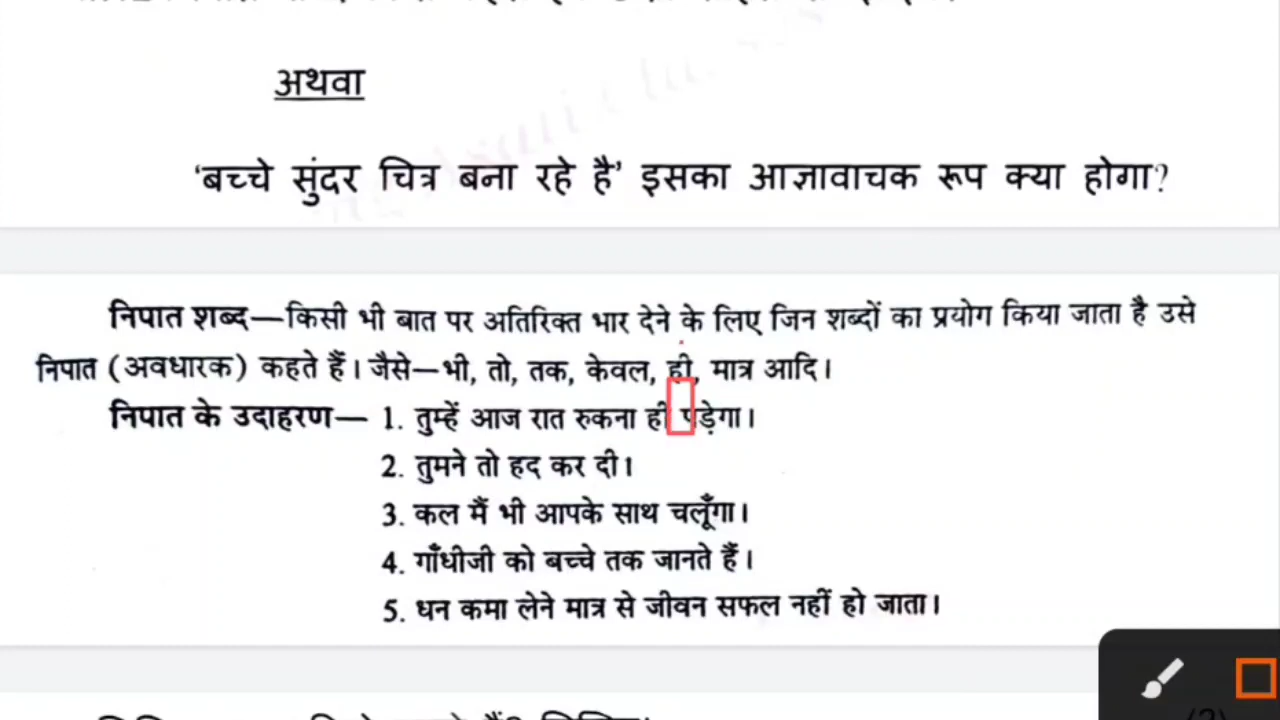 अथवा
‘बच्चे सुंदर चित्र बना रहे है’ इसका आज्ञावाचक रूप क्या होगा?
निपात शब्द—किसी भी बात पर अतिरिक्त भार देने के लिए जिन शब्दों का प्रयोग किया जाता है उसे
निपात (अवधारक) कहते हैं। जैसे—भी, तो, तक, केवल, ही, मात्र आदि।
निपात के उदाहरण— 1. तुम्हें आज रात रुकना ही पड़ेगा।
2. तुमने तो हद कर दी।
3. कल मैं भी आपके साथ चलूँगा।
4. गाँधीजी को बच्चे तक जानते हैं।
5. धन कमा लेने मात्र से जीवन सफल नहीं हो जाता।